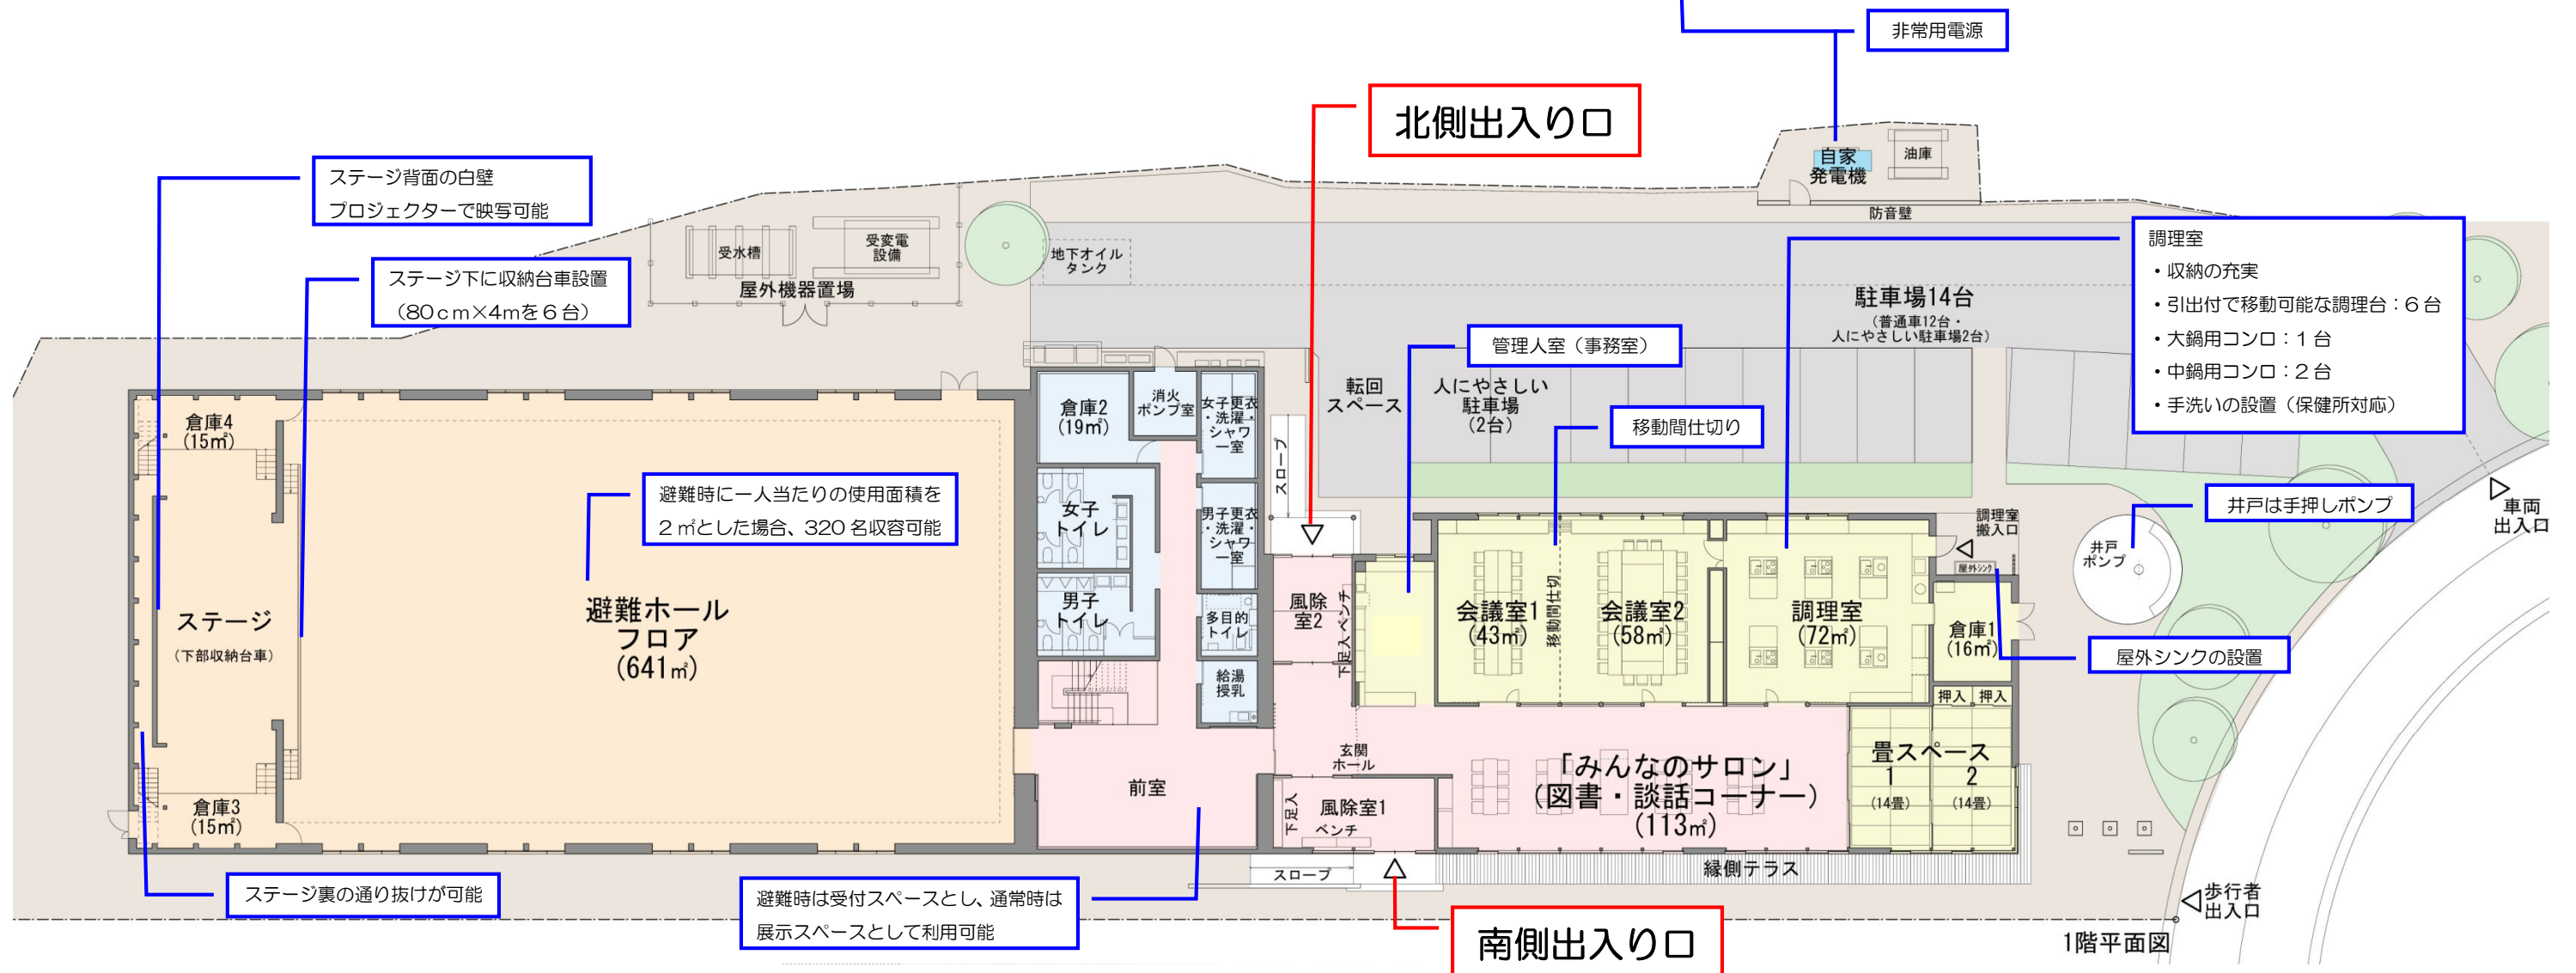 非常用電源
北側出入り口
自家
発電機
油庫
防音壁
ステージ背面の白壁
プロジェクターで映写可能
ステージ下に収納台車設置
（80cm×4mを6台）
受水槽
受変電
設備
屋外機器置場
地下オイル
タンク
駐車場14台
（普通車12台・
人にやさしい駐車場2台）
調理室
・収納の充実
・引出付で移動可能な調理台：6台
・大鍋用コンロ：1台
・中鍋用コンロ：2台
・手洗いの設置（保健所対応）
管理人室（事務室）
転回
スペース
人にやさしい
駐車場
（2台）
移動間仕切り
倉庫4
(15㎡)
倉庫2
(19㎡)
消火
ポンプ室
女子更衣
・洗濯・
シャワ
ー室
スロープ
避難時に一人当たりの使用面積を
2㎡とした場合、320名収容可能
女子
トイレ
男子更衣
・洗濯・
シャワ
ー室
井戸は手押しポンプ
車両
出入口
調理室
搬入口
屋外シンク
井戸
ポンプ
ステージ
（下部収納台車）
避難ホール
フロア
(641㎡)
男子
トイレ
多目的
トイレ
風除
室2
下足入
ベンチ
会議室1
(43㎡)
移動間仕切
会議室2
(58㎡)
調理室
(72㎡)
倉庫1
(16㎡)
屋外シンクの設置
給湯
授乳
押入
押入
玄関
ホール
前室
「みんなのサロン」
（図書・談話コーナー）
(113㎡)
畳スペース
1
2
(14畳)
(14畳)
倉庫3
(15㎡)
下足入
風除室1
ベンチ
スロープ
縁側テラス
ステージ裏の通り抜けが可能
避難時は受付スペースとし、通常時は
展示スペースとして利用可能
南側出入り口
歩行者
出入口
1階平面図